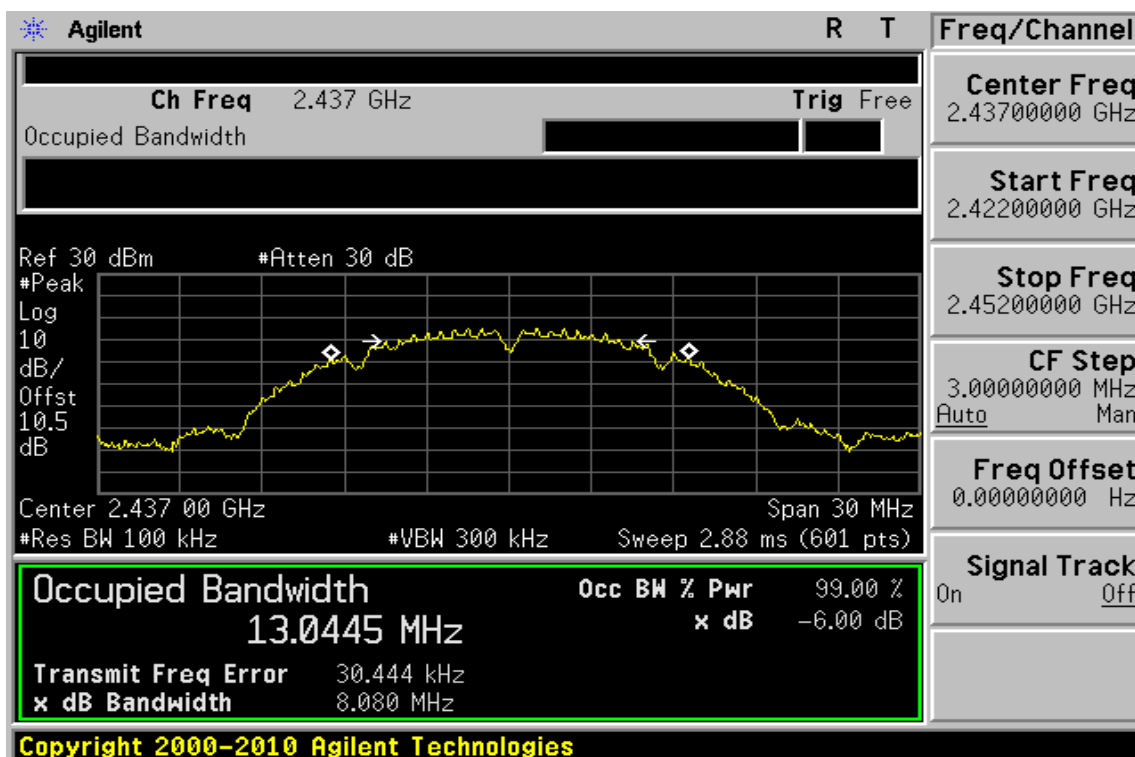 Agilent R T
Freq/Channel
Ch Freq 2.437 GHz Trig Free
Occupied Bandwidth
Center Freq
2.43700000 GHz
Start Freq
2.42200000 GHz
Stop Freq
2.45200000 GHz
CF Step
3.00000000 MHz
Auto Man
Freq Offset
0.00000000 Hz
Signal Track
On Off
Ref 30 dBm #Atten 30 dB
#Peak
Log
10
dB/
Offst
10.5
dB
Center 2.437 00 GHz Span 30 MHz
#Res BW 100 kHz #VBW 300 kHz Sweep 2.88 ms (601 pts)
Occupied Bandwidth Occ BW % Pwr 99.00 %
13.0445 MHz x dB -6.00 dB
Transmit Freq Error 30.444 kHz
x dB Bandwidth 8.080 MHz
Copyright 2000-2010 Agilent Technologies